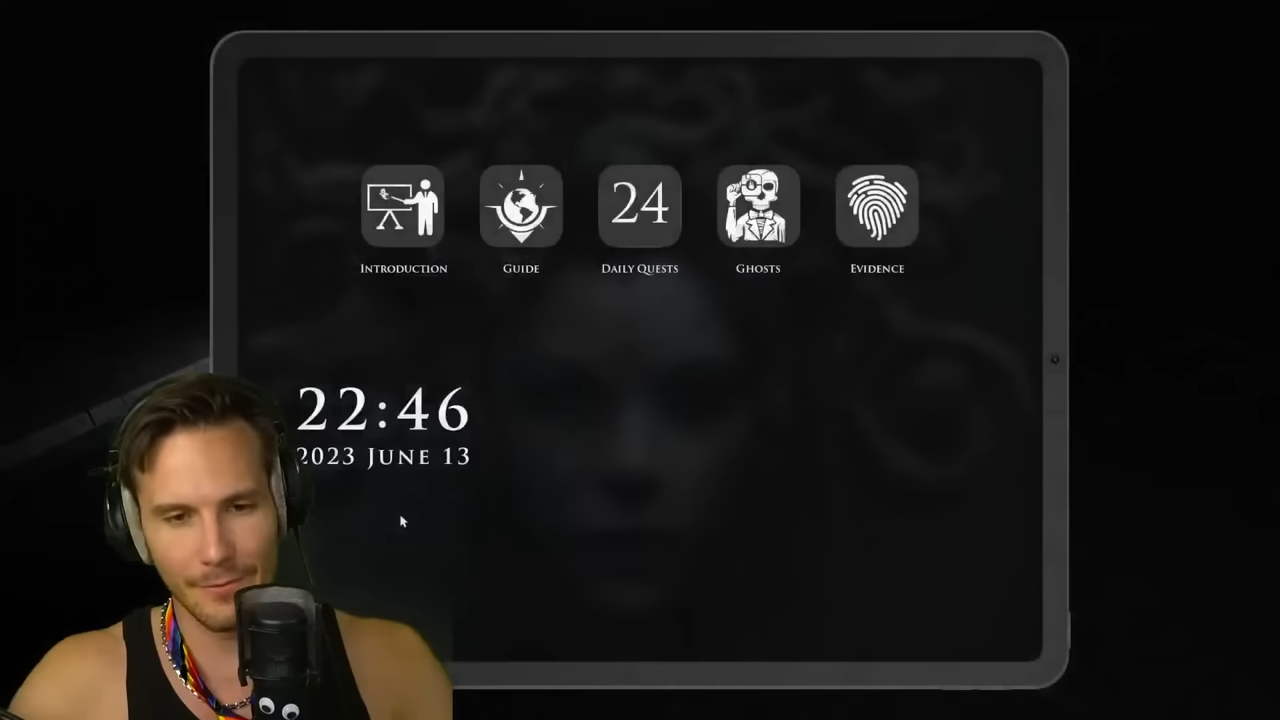 24
INTRODUCTION
GUIDE
DAILY QUESTS
GHOSTS
EVIDENCE
22:46
2023 JUNE 13